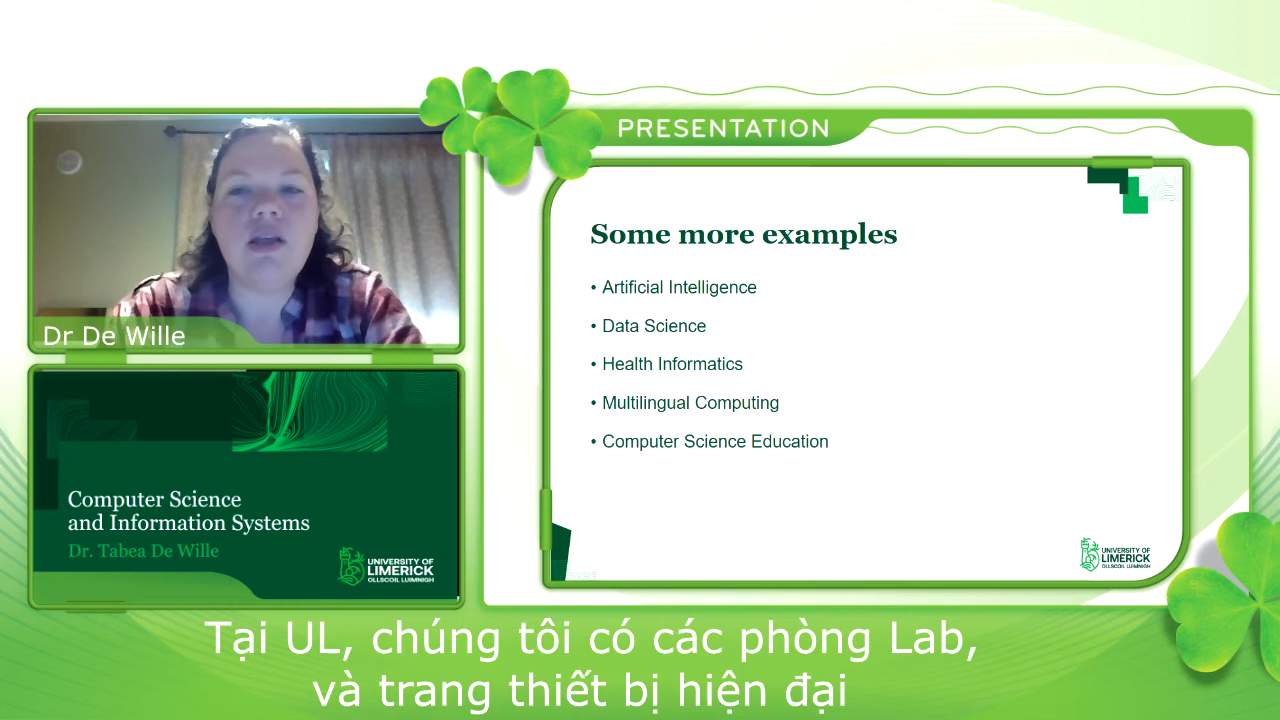 PRESENTATION
Dr De Wille
Some more examples
• Artificial Intelligence
• Data Science
• Health Informatics
• Multilingual Computing
• Computer Science Education
UNIVERSITY OF
LIMERICK
OLLSCOIL LUIMNIGH
Computer Science
and Information Systems
Dr. Tabea De Wille
UNIVERSITY OF
LIMERICK
OLLSCOIL LUIMNIGH
Tại UL, chúng tôi có các phòng Lab,
và trang thiết bị hiện đại